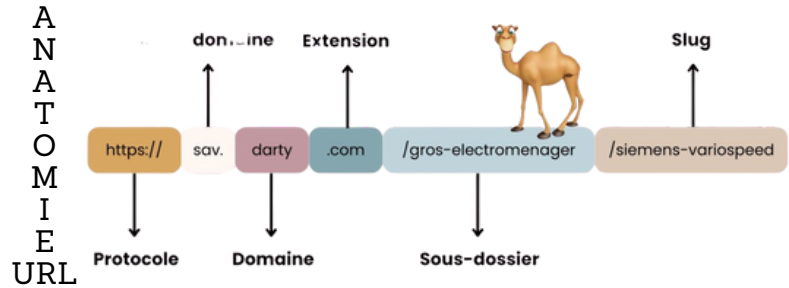 ANATOMIE
URL
Extension
Slug
https://
sav.
darty
.com
/gros-electromenager
/siemens-variospeed
Protocole
Domaine
Sous-dossier